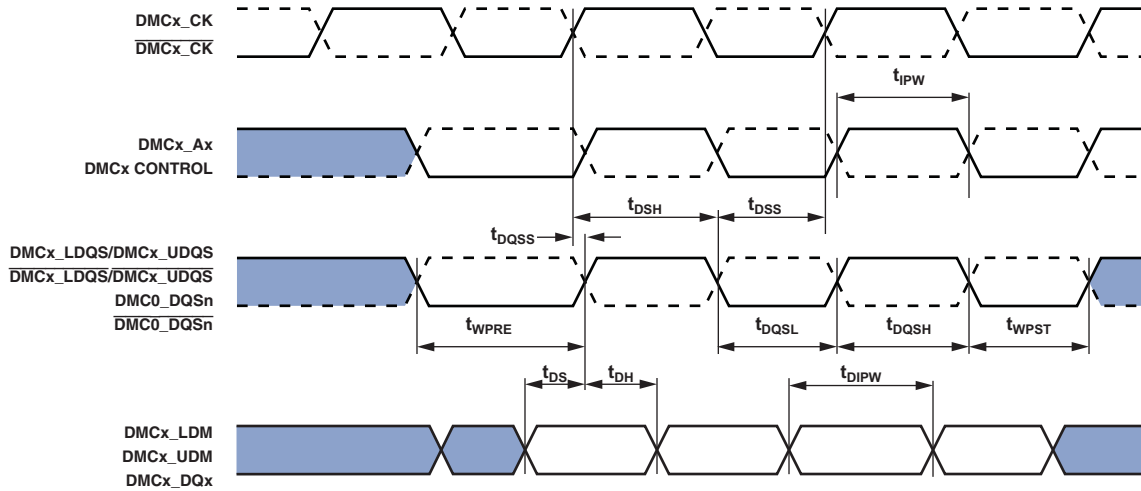 DMCx_CK
DMCx_CK
tIPW
DMCx_Ax
DMCx CONTROL
tDSH
tDSS
tDQSS
DMCx_LDQS/DMCx_UDQS
DMCx_LDQS/DMCx_UDQS
DMC0_DQSn
DMC0_DQSn
tWPRE
tDQSL
tDQSH
tWPST
tDS
tDH
tDIPW
DMCx_LDM
DMCx_UDM
DMCx_DQx